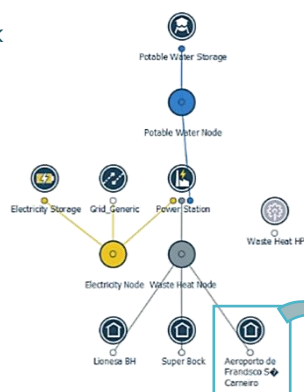 Potable Water Storage
Potable Water Node
Electricity Storage
Grid_Generic
Power Station
Waste Heat HP
Electricity Node
Waste Heat Node
Lionesa BH
Super Bock
Aeroporto de
Francisco S�
Carneiro